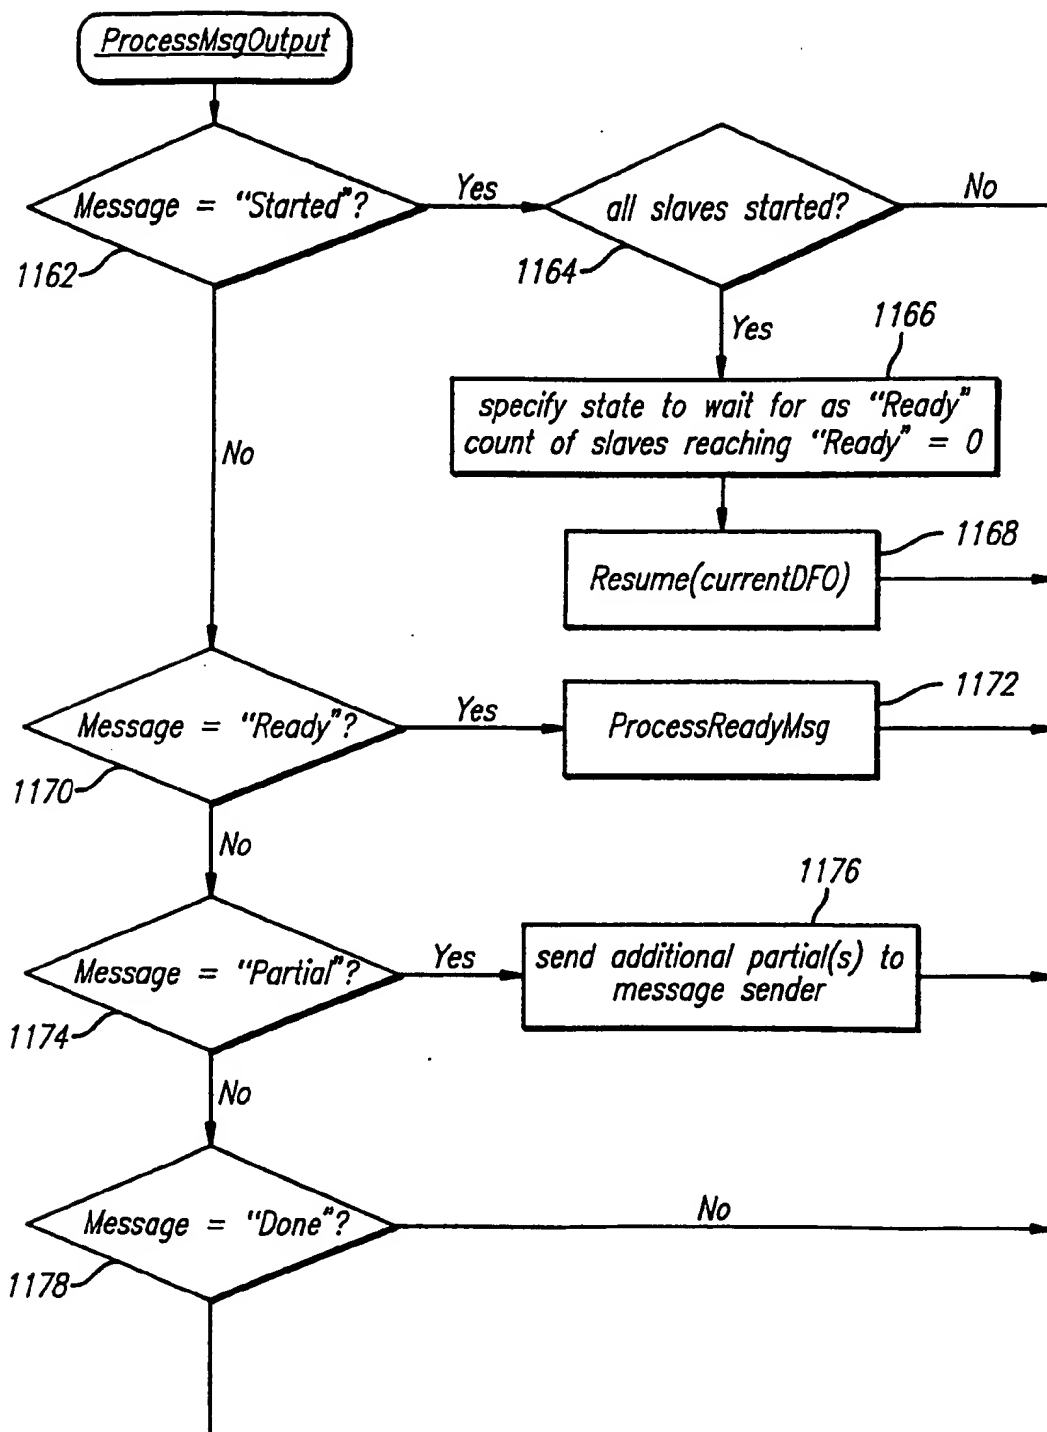 ProcessMsgOutput
Message = "Started"?
Yes
all slaves started?
No
1162
1164
Yes
1166
specify state to wait for as "Ready"
count of slaves reaching "Ready" = 0
No
1168
Resume(currentDFO)
1172
Message = "Ready"?
Yes
ProcessReadyMsg
1170
No
1176
Message = "Partial"?
Yes
send additional partial(s) to
message sender
1174
No
Message = "Done"?
No
1178